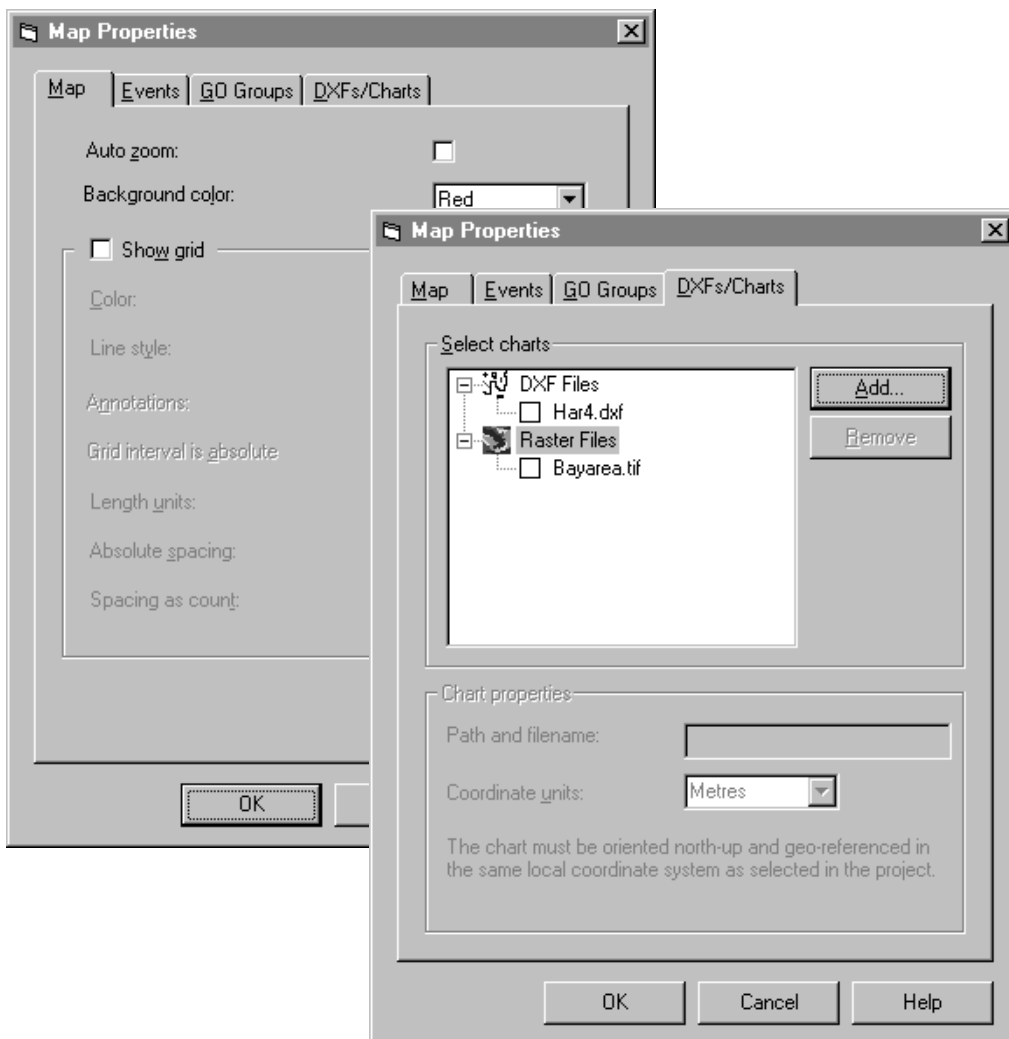 Map Properties
Map Events GO Groups DXFs/Charts
Auto zoom:
Background color: Red
Show grid
Color:
Line style:
Annotations:
Grid interval is absolute
Length units:
Absolute spacing:
Spacing as count:
OK
Map Properties
Map Events GO Groups DXFs/Charts
Select charts
DXF Files
Har4.dxf
Raster Files
Bayarea.tif
Add...
Remove
Chart properties
Path and filename:
Coordinate units: Metres
The chart must be oriented north-up and geo-referenced in
the same local coordinate system as selected in the project.
OK Cancel Help